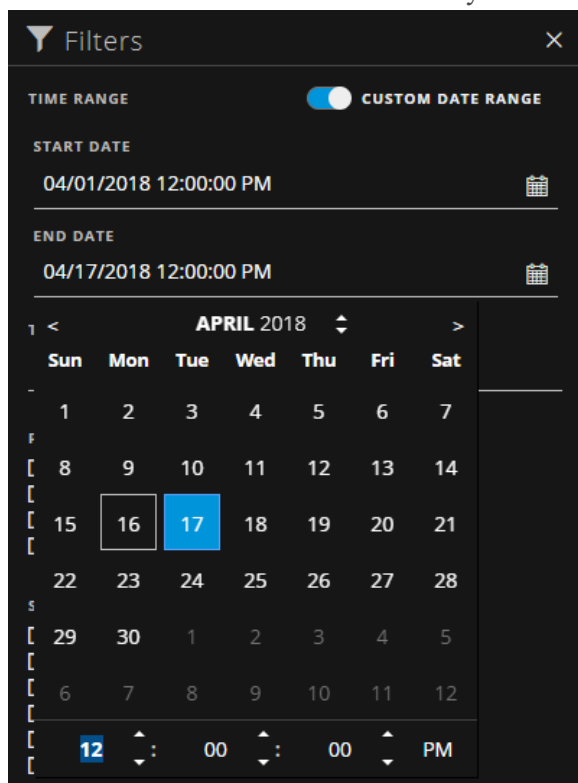 Filters
TIME RANGE CUSTOM DATE RANGE
START DATE
04/01/2018 12:00:00 PM
END DATE
04/17/2018 12:00:00 PM
< APRIL 2018 >
Sun Mon Tue Wed Thu Fri Sat
1 2 3 4 5 6 7
8 9 10 11 12 13 14
15 16 17 18 19 20 21
22 23 24 25 26 27 28
29 30 1 2 3 4 5
6 7 8 9 10 11 12
12 : 00 : 00 PM